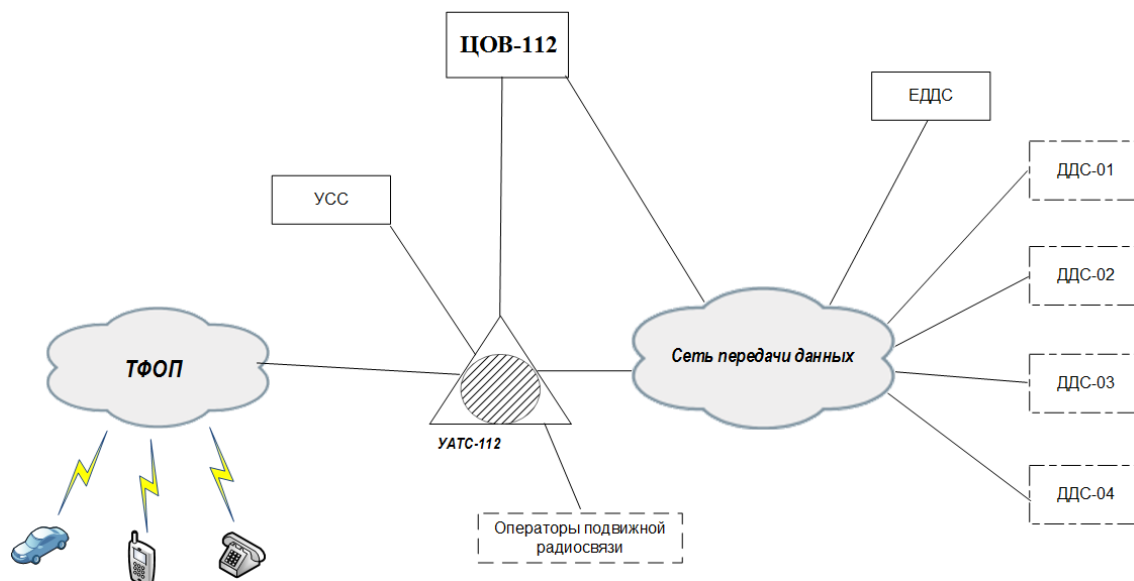 ЦОВ-112
ЕДДС
ДДС-01
УСС
ДДС-02
ТФОП
Сеть передачи данных
ДДС-03
УАТС-112
ДДС-04
Операторы подвижной
радиосвязи